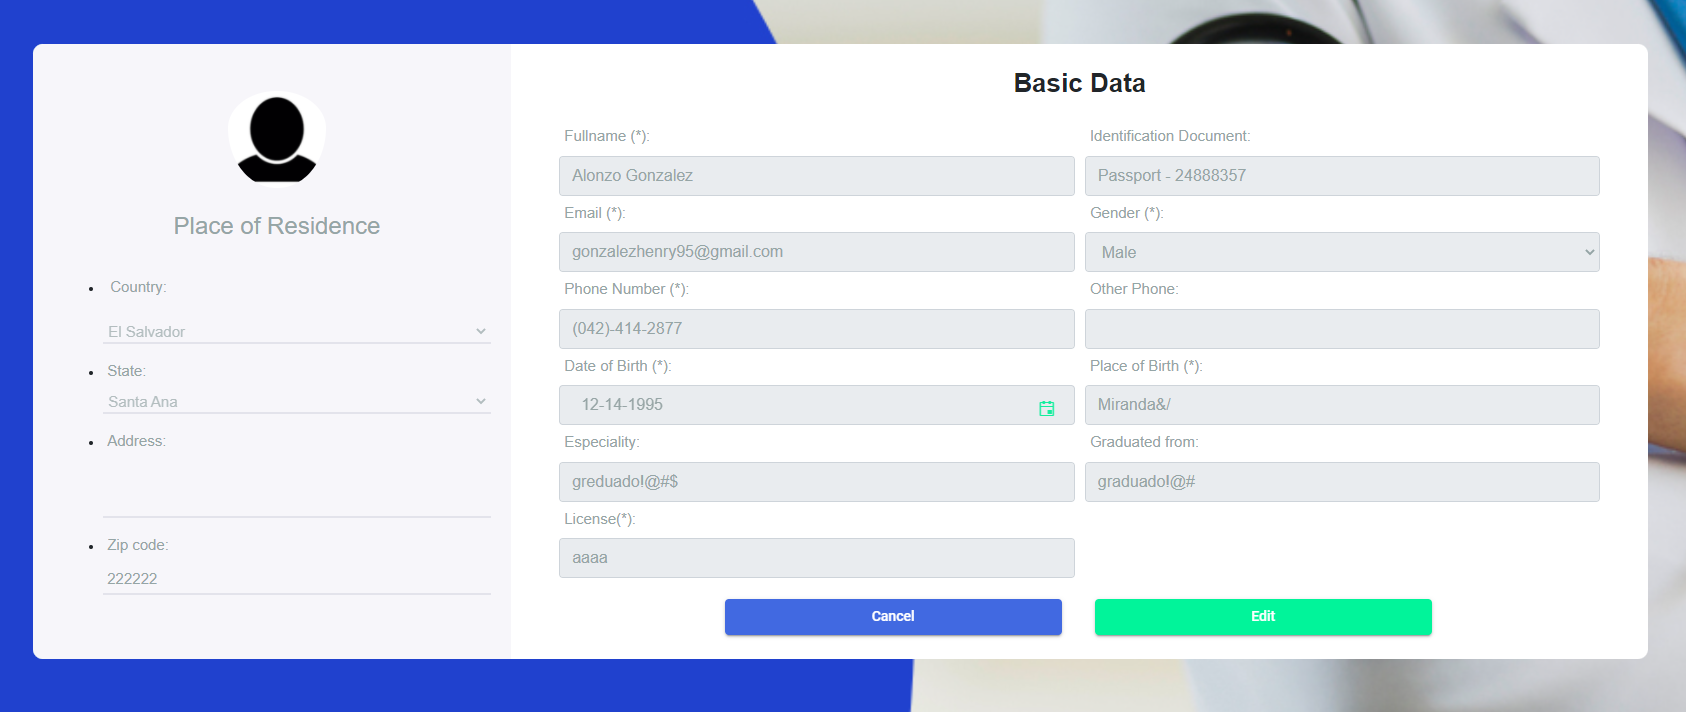 Place of Residence
Country:
El Salvador
State:
Santa Ana
Address:
Zip code:
222222
Basic Data
Fullname (*):
Identification Document:
Alonzo Gonzalez
Passport - 24888357
Email (*):
Gender (*):
gonzalezhenry95@gmail.com
Male
Phone Number (*):
Other Phone:
(042)-414-2877
Date of Birth (*):
Place of Birth (*):
12-14-1995
Miranda&/
Especiality:
Graduated from:
greduado!@#$
graduado!@#
License(*):
aaaa
Cancel
Edit